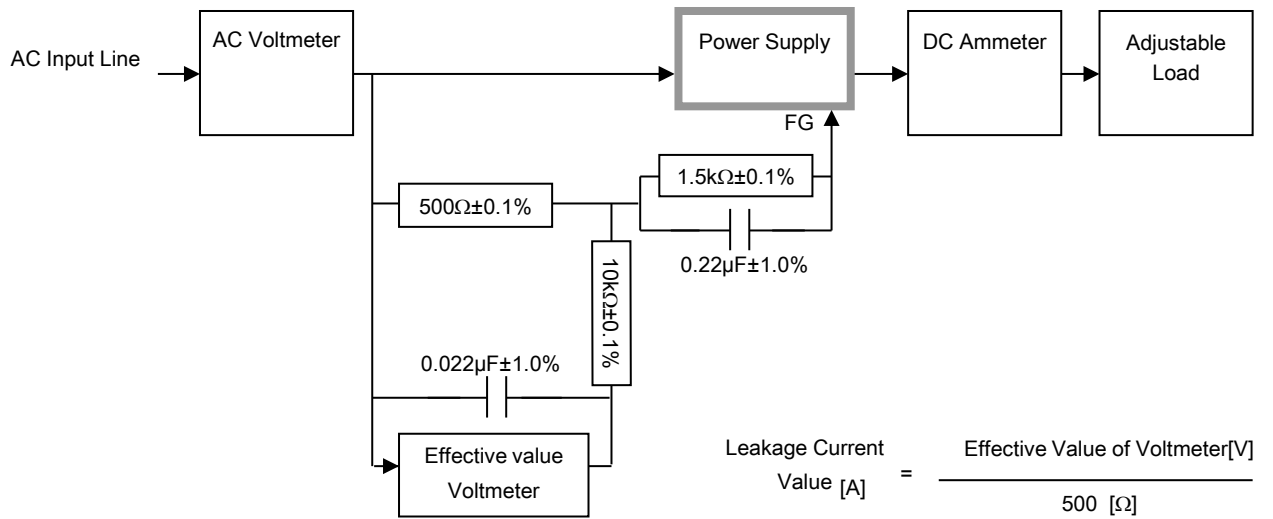 AC Input Line
AC Voltmeter
Power Supply
DC Ammeter
Adjustable
Load
FG
1.5kΩ±0.1%
500Ω±0.1%
0.22µF±1.0%
10kΩ±0.1%
0.022µF±1.0%
Effective value
Voltmeter
Leakage Current
Value [A]
=
Effective Value of Voltmeter[V]
500 [Ω]